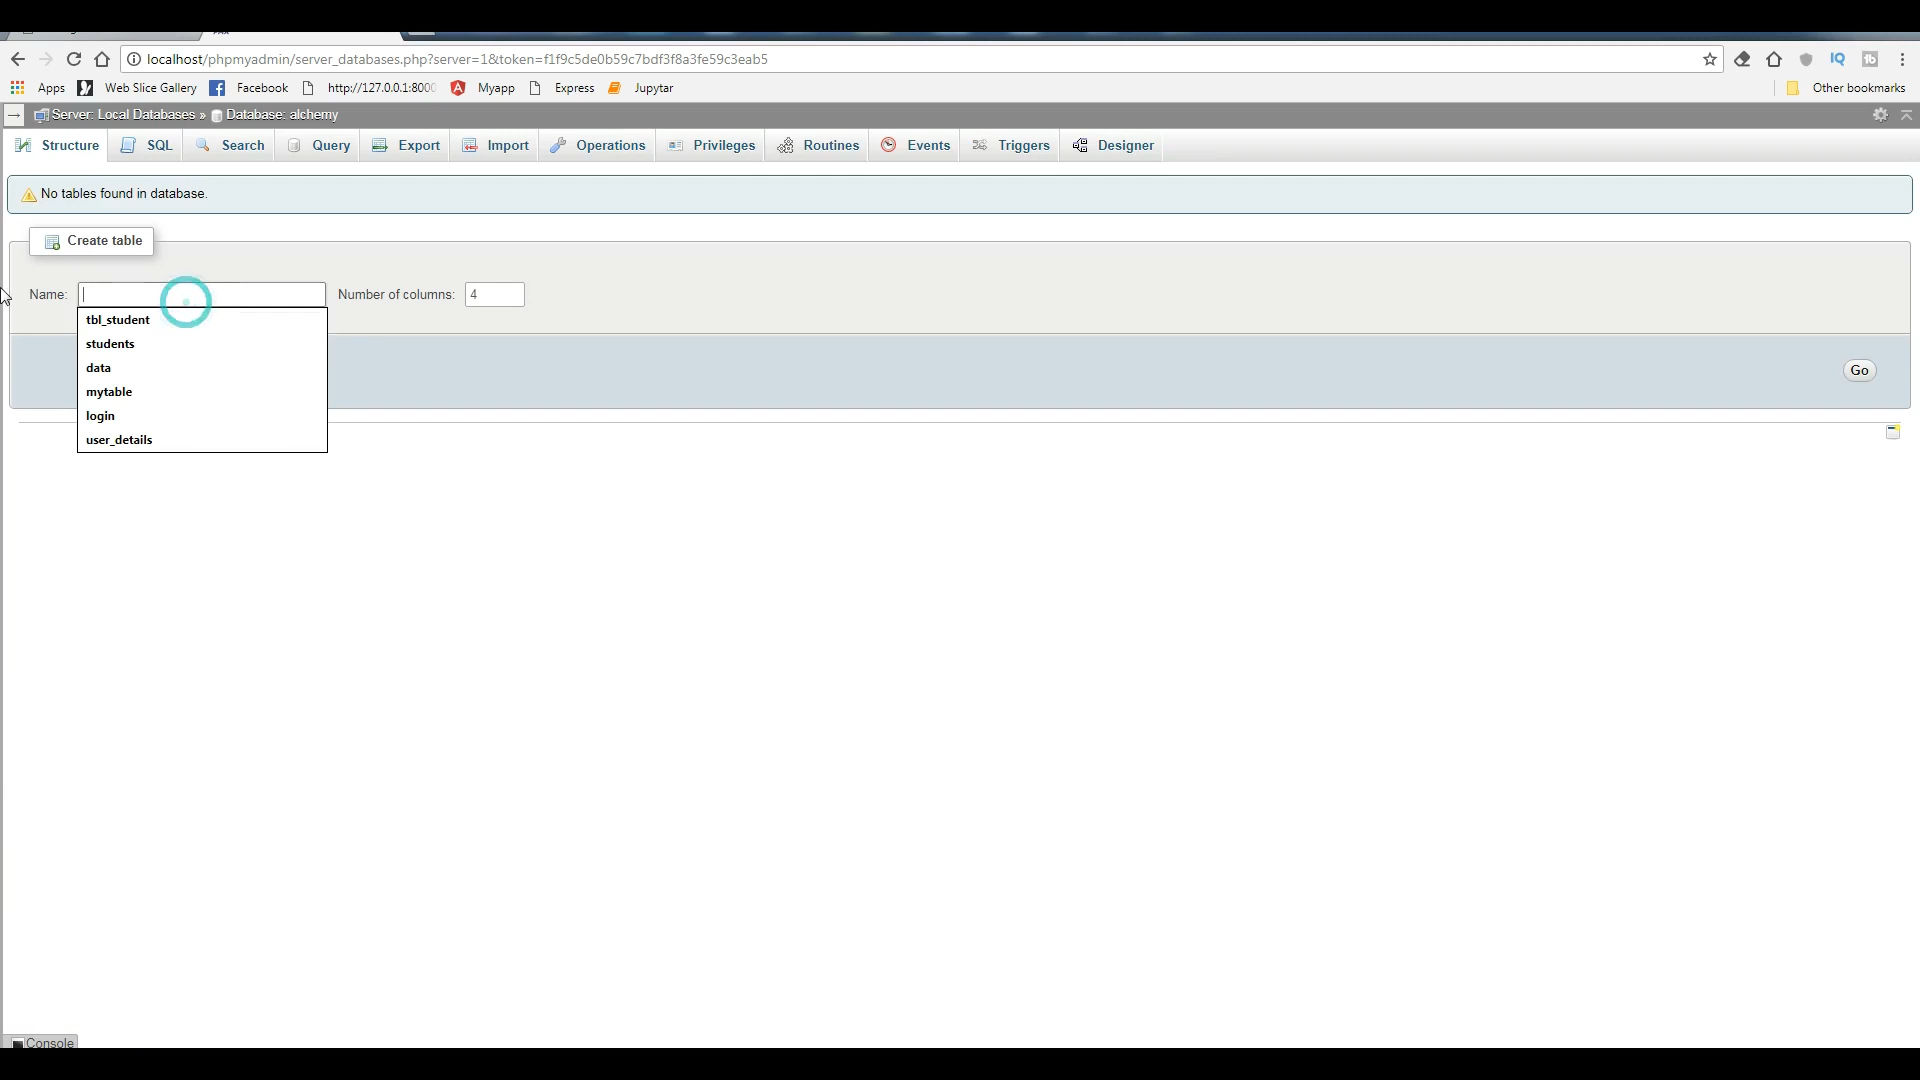 localhost/phpmyadmin/server_databases.php?server=1&token=f1f9c5de0b59c7bdf3f8a3fe59c3eab5
Apps Web Slice Gallery Facebook http://127.0.0.1:8000 Myapp Express Jupytar Other bookmarks
Server: Local Databases » Database: alchemy
Structure SQL Search Query Export Import Operations Privileges Routines Events Triggers Designer
No tables found in database.
Create table
Name: Number of columns: 4
tbl_student
students
data
mytable
login
user_details
Go
Console